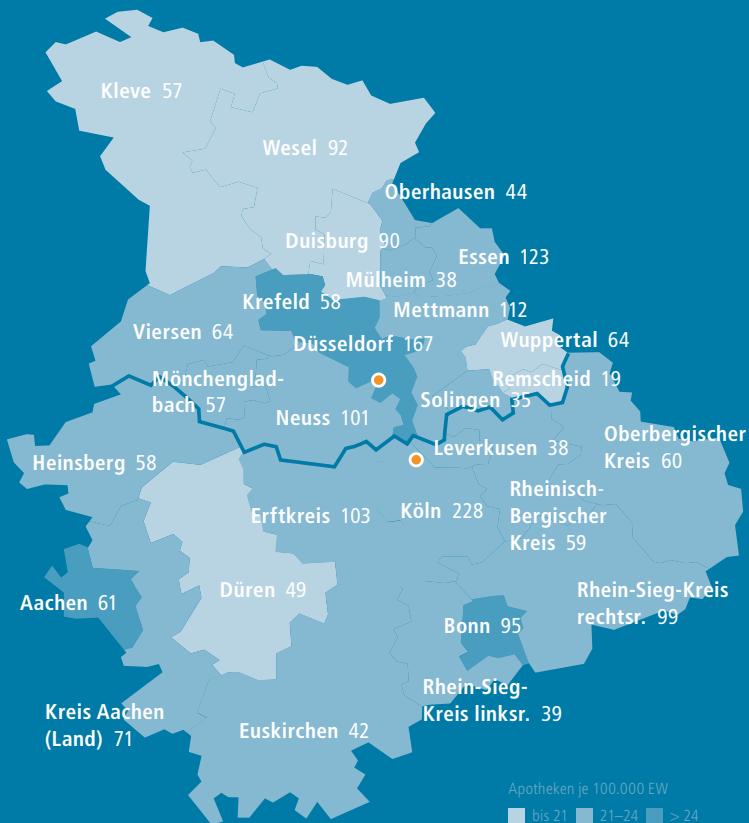 Kleve 57
Wesel 92
Oberhausen 44
Duisburg 90
Essen 123
Mülheim 38
Krefeld 58
Mettmann 112
Viersen 64
Düsseldorf 167
Wuppertal 64
Mönchenglad-
bach 57
Remscheid 19
Solingen 35
Neuss 101
Oberbergischer
Kreis 60
Leverkusen 38
Heinsberg 58
Rheinisch-
Bergischer
Kreis 59
Erftkreis 103
Köln 228
Düren 49
Aachen 61
Rhein-Sieg-Kreis
rechtsr. 99
Bonn 95
Rhein-Sieg-
Kreis linksr. 39
Kreis Aachen
(Land) 71
Euskirchen 42
Apotheken je 100.000 EW
bis 21 21–24 > 24